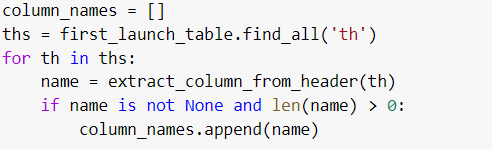 column_names = []
ths = first_launch_table.find_all('th')
for th in ths:
    name = extract_column_from_header(th)
    if name is not None and len(name) > 0:
        column_names.append(name)